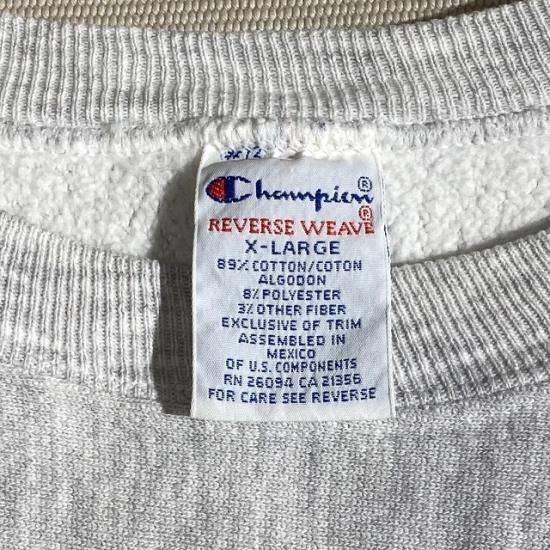 Champion®
REVERSE WEAVE®
X-LARGE
89% COTTON/COTON
ALGODON
8% POLYESTER
3% OTHER FIBER
EXCLUSIVE OF TRIM
ASSEMBLED IN
MEXICO
OF U.S. COMPONENTS
RN 26094 CA 21356
FOR CARE SEE REVERSE